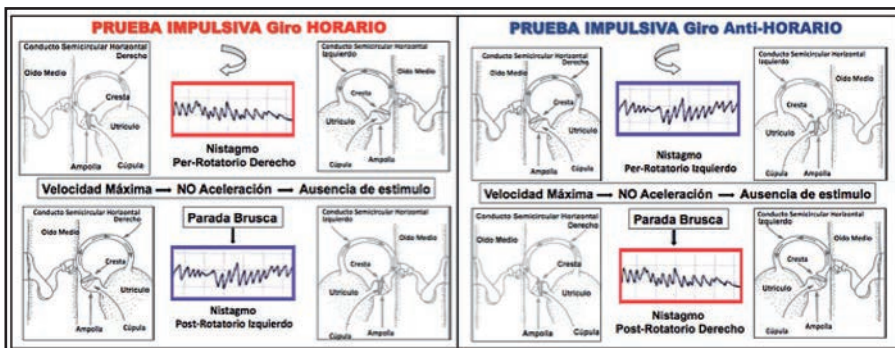 PRUEBA IMPULSIVA Giro HORARIO
Conducto Semicircular Horizontal
Derecho
Oido Medio
Cresta
Utriculo
Ampolla
Cúpula
Nistagmo
Per-Rotatorio Derecho
Conducto Semicircular Horizontal
Izquierdo
Oido Medio
Cresta
Utriculo
Ampolla
Cúpula
Velocidad Máxima NO Aceleración Ausencia de estimulo
Conducto Semicircular Horizontal
Derecho
Oido Medio
Cresta
Utriculo
Ampolla
Cúpula
Parada Brusca
Nistagmo
Post-Rotatorio Izquierdo
Conducto Semicircular Horizontal
Izquierdo
Oido Medio
Cresta
Utriculo
Ampolla
Cúpula
PRUEBA IMPULSIVA Giro Anti-HORARIO
Conducto Semicircular Horizontal
Derecho
Oido Medio
Cresta
Utriculo
Ampolla
Cúpula
Nistagmo
Per-Rotatorio Izquierdo
Conducto Semicircular Horizontal
Izquierdo
Oido Medio
Cresta
Utriculo
Ampolla
Cúpula
Velocidad Máxima NO Aceleración Ausencia de estimulo
Conducto Semicircular Horizontal
Derecho
Oido Medio
Cresta
Utriculo
Ampolla
Cúpula
Parada Brusca
Nistagmo
Post-Rotatorio Derecho
Conducto Semicircular Horizontal
Izquierdo
Oido Medio
Cresta
Utriculo
Ampolla
Cúpula